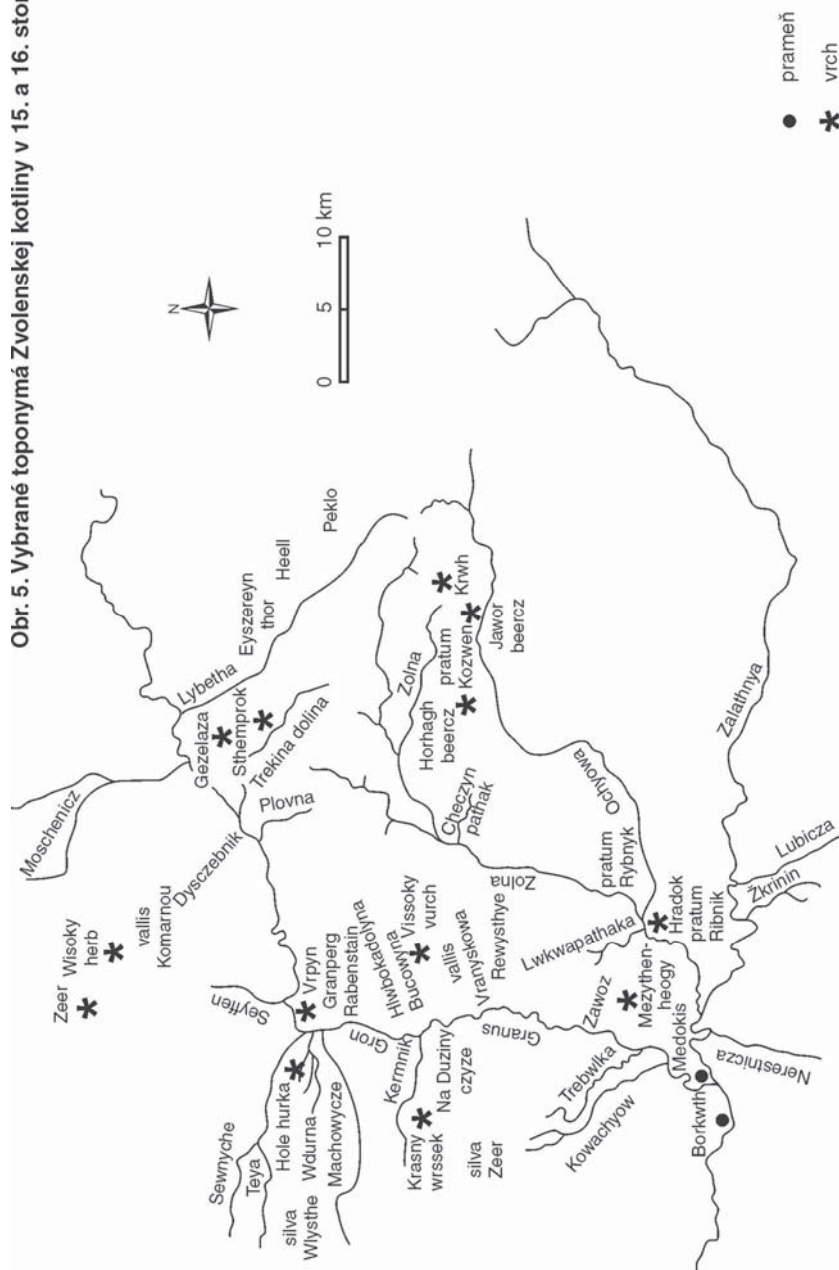 Obr. 5. Vybrané toponymá Zvolenskej kotliny v 15. a 16. stor
N
0 5 10 km
prameň
vrch
Moschenicz
Lybetha
Eyszereyn
thor
Heell
Peklo
Gezelaza
Sthemprok
Trekina dolina
Plovna
Dysczebnik
Zeer
Wisoky
herb
vallis
Komarnou
Seyffen
Vrpyn
Granperg
Rabenstain
Hlwbokadolyna
Bucowyna
Vissoky
vurch
vallis
Vranyskowa
Rewysthye
Sewnyche
Teya
Hole hurka
Wdurna
Machowycze
silva
Wlysthe
Gron
Kermnik
Krasny
wrssek
Na Duziny
czyze
silva
Zeer
Granus
Zolna
Horhagh
beercz
pratum
Kozwen
Krwh
Jawor
beercz
Checzyn
pathak
Zolna
Ochyowa
pratum
Rybnyk
Lwkwapathaka
Hradok
pratum
Ribnik
Zawoz
Mezythen-
heogy
Medokis
Trebwlka
Kowachyow
Borkwth
Nerestnicza
Žkrinin
Lubicza
Zalathnya